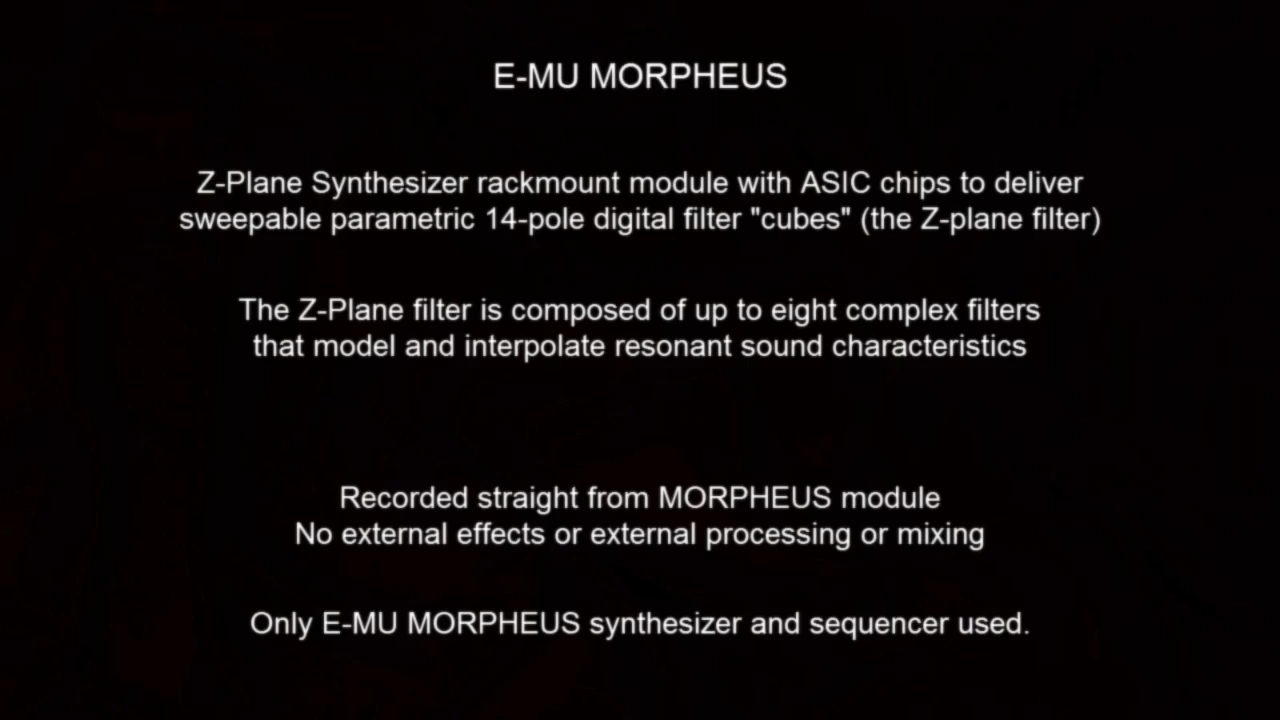 E-MU MORPHEUS
Z-Plane Synthesizer rackmount module with ASIC chips to deliver
sweepable parametric 14-pole digital filter "cubes" (the Z-plane filter)
The Z-Plane filter is composed of up to eight complex filters
that model and interpolate resonant sound characteristics
Recorded straight from MORPHEUS module
No external effects or external processing or mixing
Only E-MU MORPHEUS synthesizer and sequencer used.